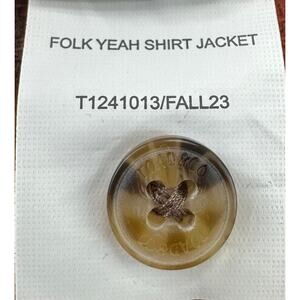 FOLK YEAH SHIRT JACKET
T1241013/FALL23